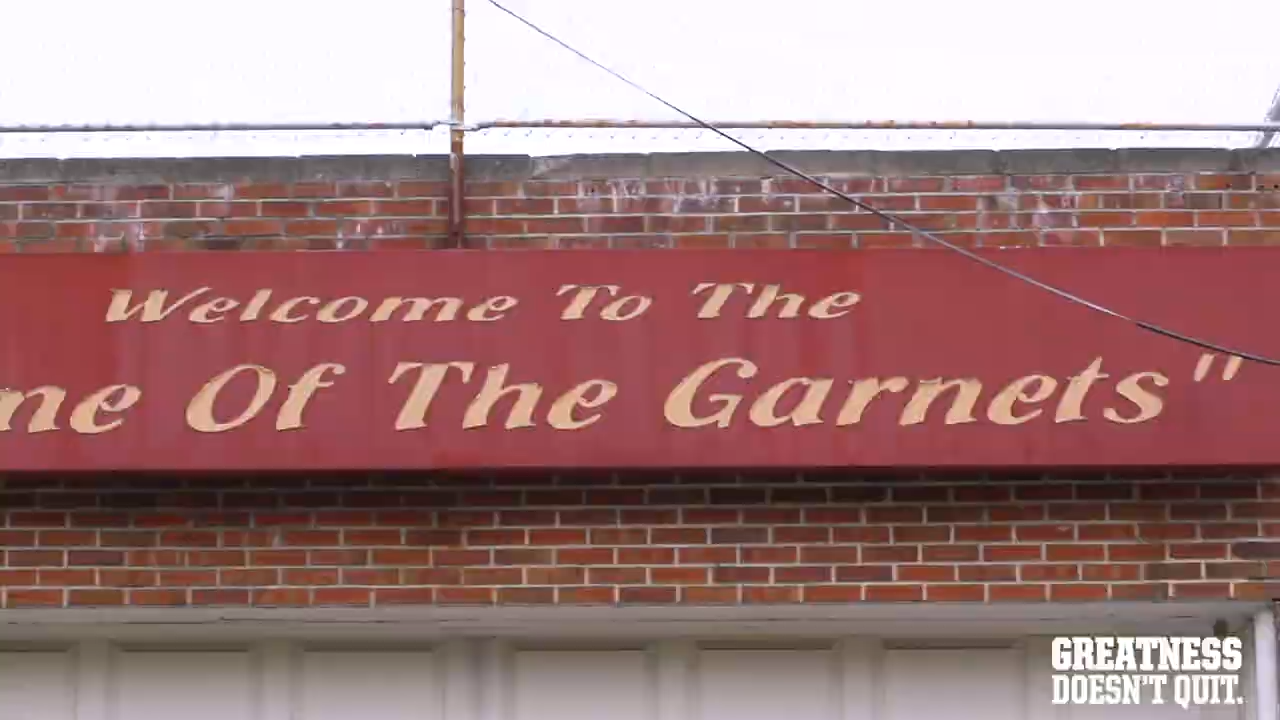 Welcome To The
ne Of The Garnets"
GREATNESS
DOESN'T QUIT.